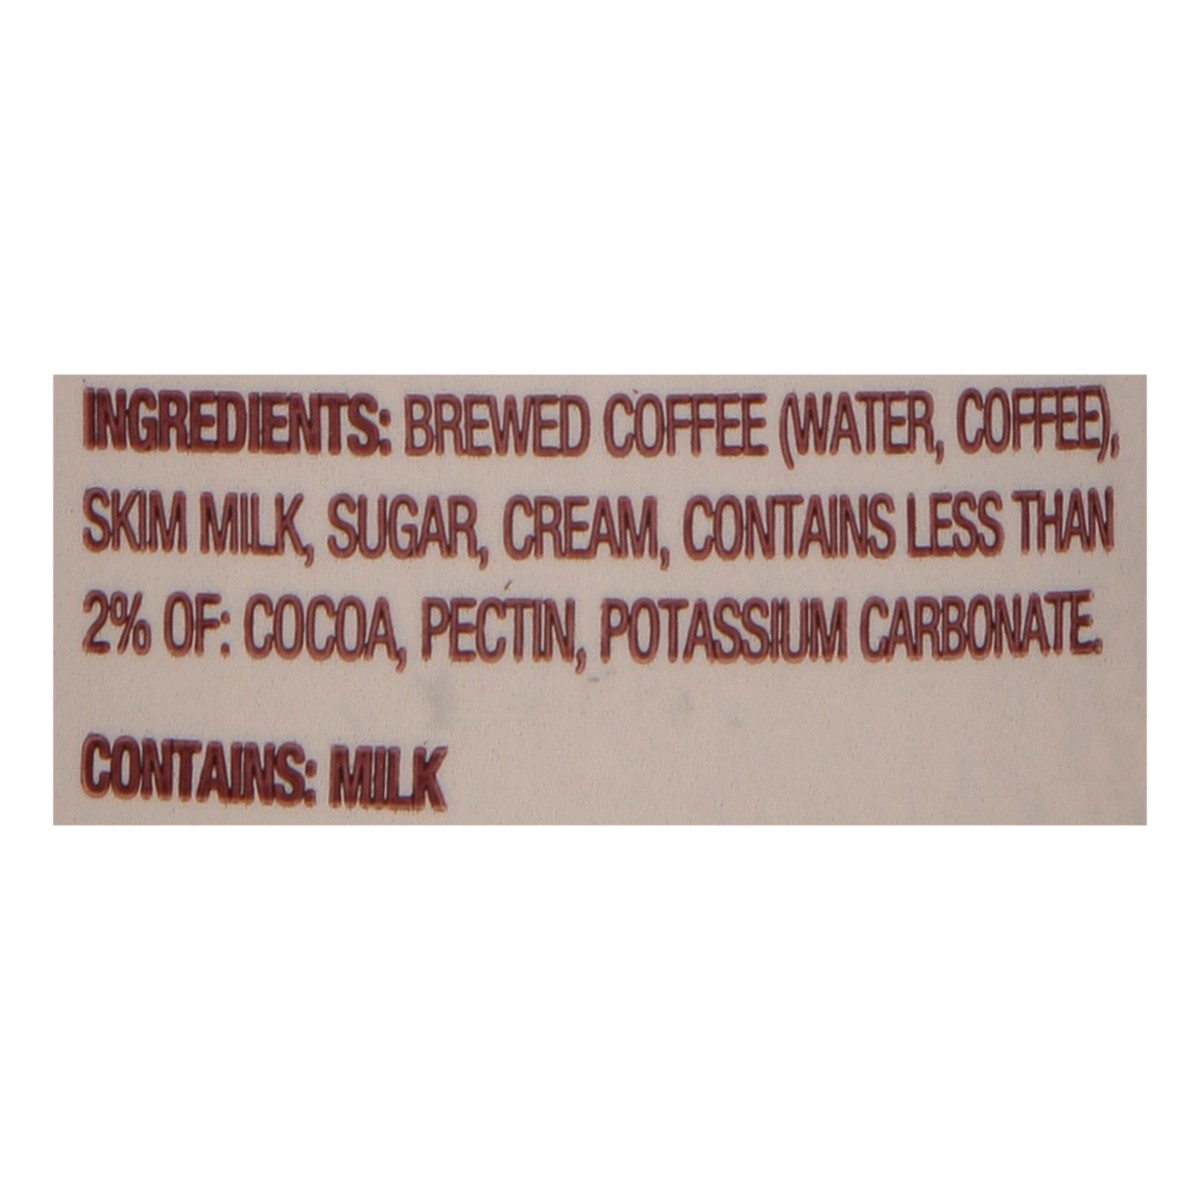 INGREDIENTS: BREWED COFFEE (WATER, COFFEE),
SKIM MILK, SUGAR, CREAM, CONTAINS LESS THAN
2% OF: COCOA, PECTIN, POTASSIUM CARBONATE.
CONTAINS: MILK